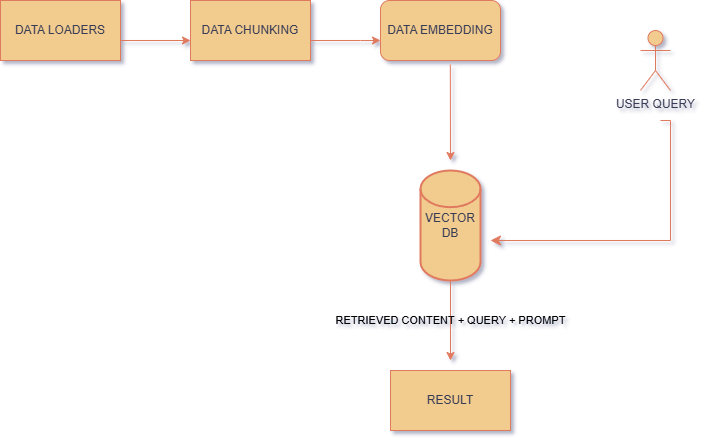 DATA LOADERS
DATA CHUNKING
DATA EMBEDDING
USER QUERY
VECTOR
DB
RETRIEVED CONTENT + QUERY + PROMPT
RESULT